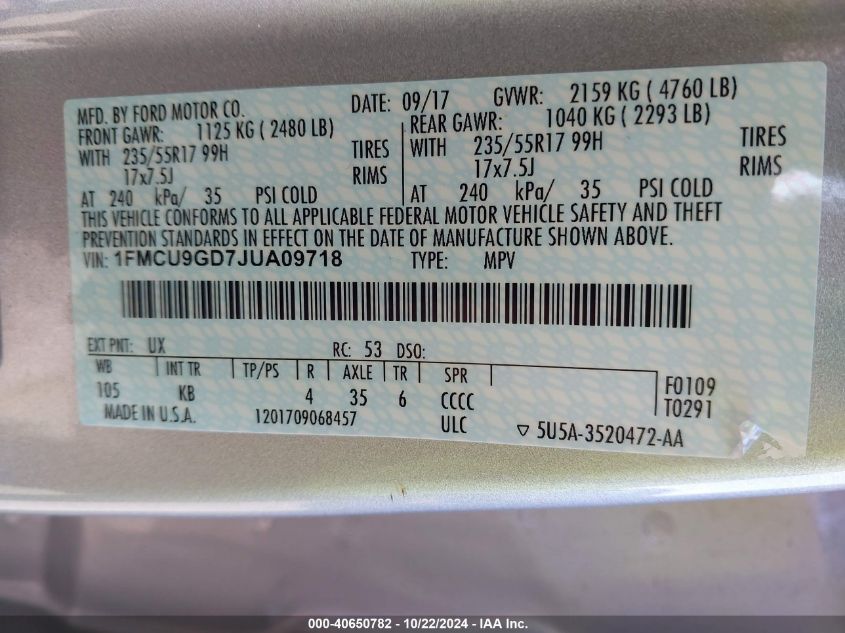 MFD. BY FORD MOTOR CO. DATE: 09/17 GVWR: 2159 KG ( 4760 LB)
FRONT GAWR: 1125 KG ( 2480 LB) REAR GAWR: 1040 KG ( 2293 LB)
WITH 235/55R17 99H TIRES WITH 235/55R17 99H TIRES
17x7.5J RIMS 17x7.5J RIMS
AT 240 kPa/ 35 PSI COLD AT 240 kPa/ 35 PSI COLD
THIS VEHICLE CONFORMS TO ALL APPLICABLE FEDERAL MOTOR VEHICLE SAFETY AND THEFT
PREVENTION STANDARDS IN EFFECT ON THE DATE OF MANUFACTURE SHOWN ABOVE.
VIN: 1FMCU9GD7JUA09718 TYPE: MPV
EXT PNT: UX RC: 53 DSO:
WB INT TR TP/PS R AXLE TR SPR F0109
105 KB 4 35 6 CCCC T0291
MADE IN U.S.A. 1201709068457 ULC ▽ 5U5A-3520472-AA
000-40650782 - 10/22/2024 - IAA Inc.